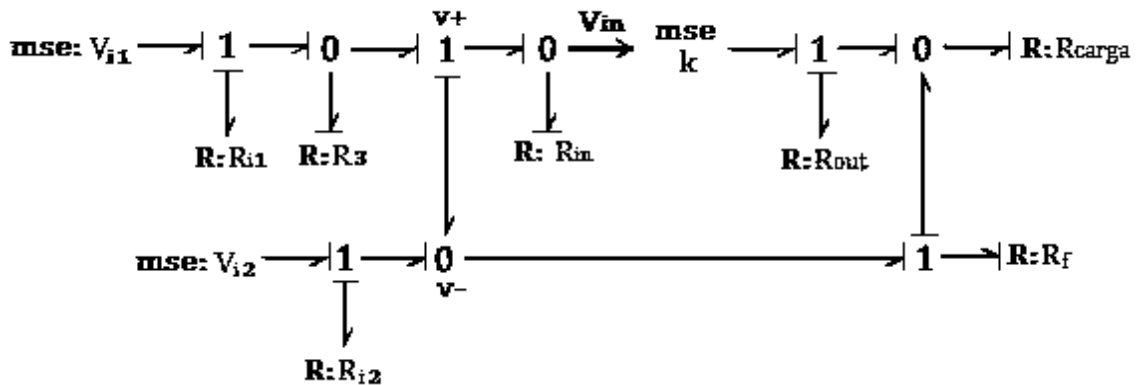 v+ Vin
mse: Vi1 1 0 1 0 mse k 1 0 R:Rcarga
R:Ri1 R:R3 R: Rin R:Rout
mse: Vi2 1 0 1 R:Rf
v-
R:Ri2